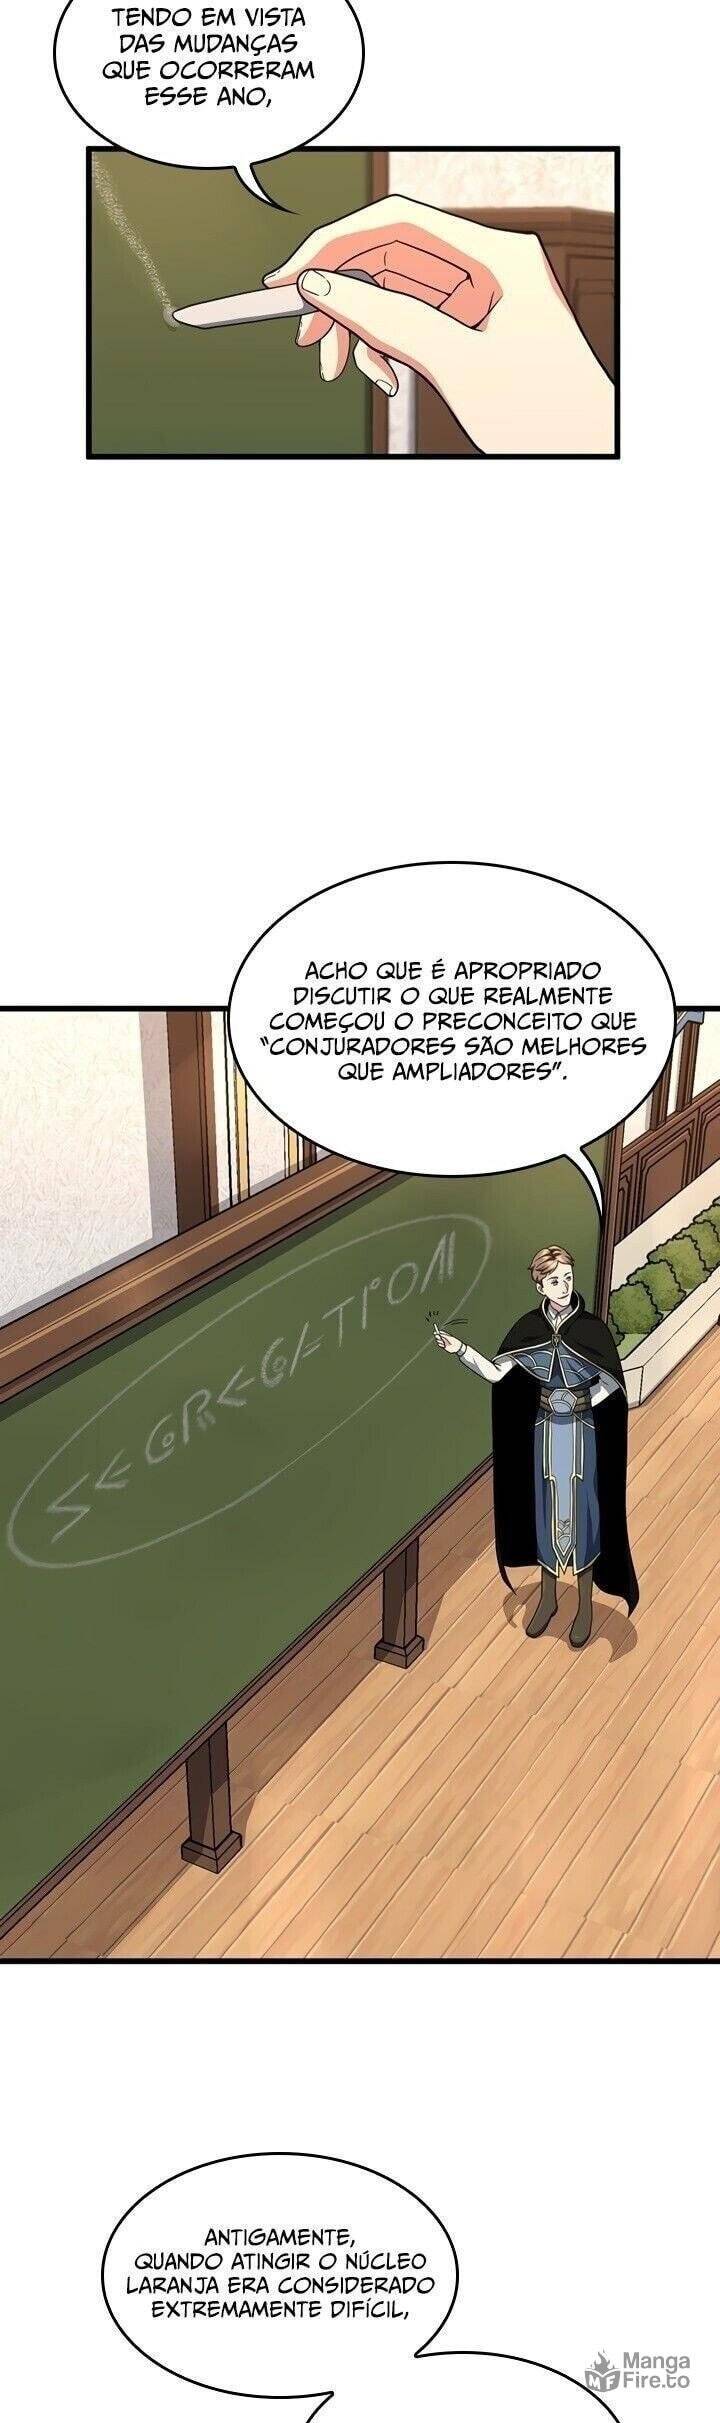 TENDO EM VISTA
DAS MUDANÇAS
QUE OCORRERAM
ESSE ANO,
ACHO QUE É APROPRIADO
DISCUTIR O QUE REALMENTE
COMEÇOU O PRECONCEITO QUE
“CONJURADORES SÃO MELHORES
QUE AMPLIADORES”.
SEGREGATION
ANTIGAMENTE,
QUANDO ATINGIR O NÚCLEO
LARANJA ERA CONSIDERADO
EXTREMAMENTE DIFÍCIL,
MF
Manga
Fire.to